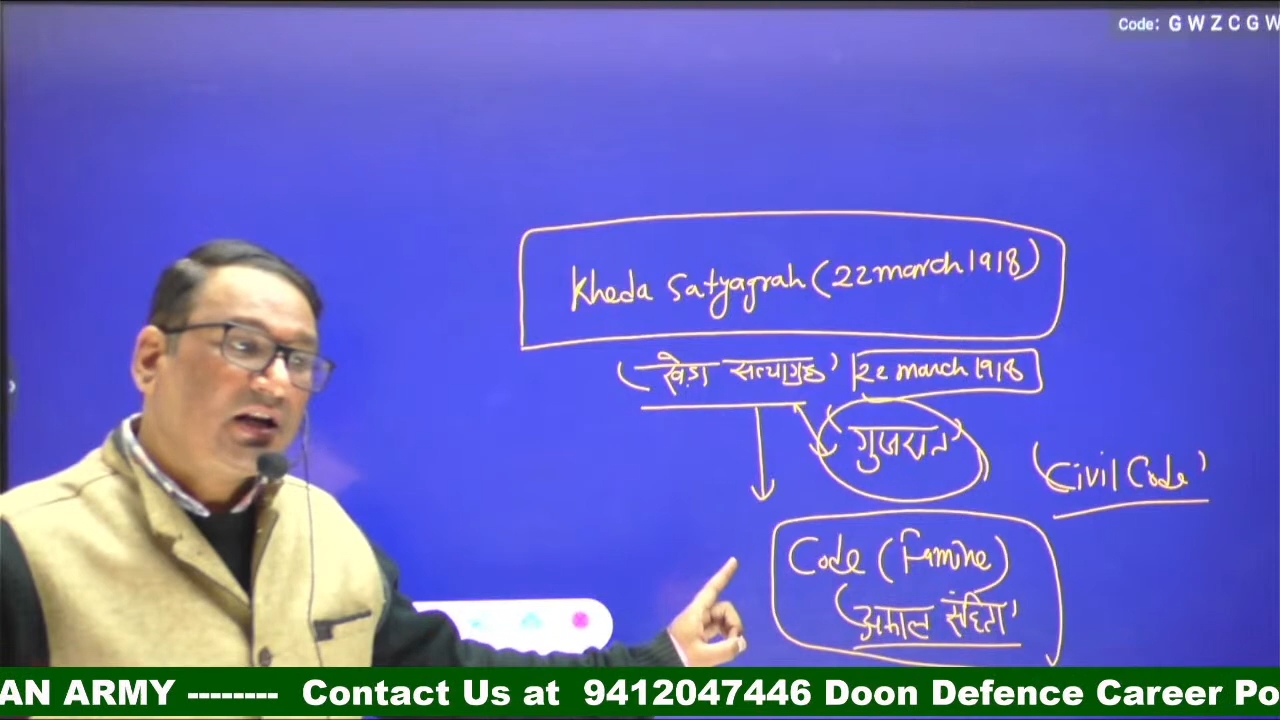 Code: G W Z C G W
Kheda Satyagrah (22 march 1918)
(खेड़ा सत्याग्रह) 22 march 1918
(गुजरात)
(Civil Code)
Code (Famine)
(अकाल संहिता)
AN ARMY -------- Contact Us at 9412047446 Doon Defence Career Po